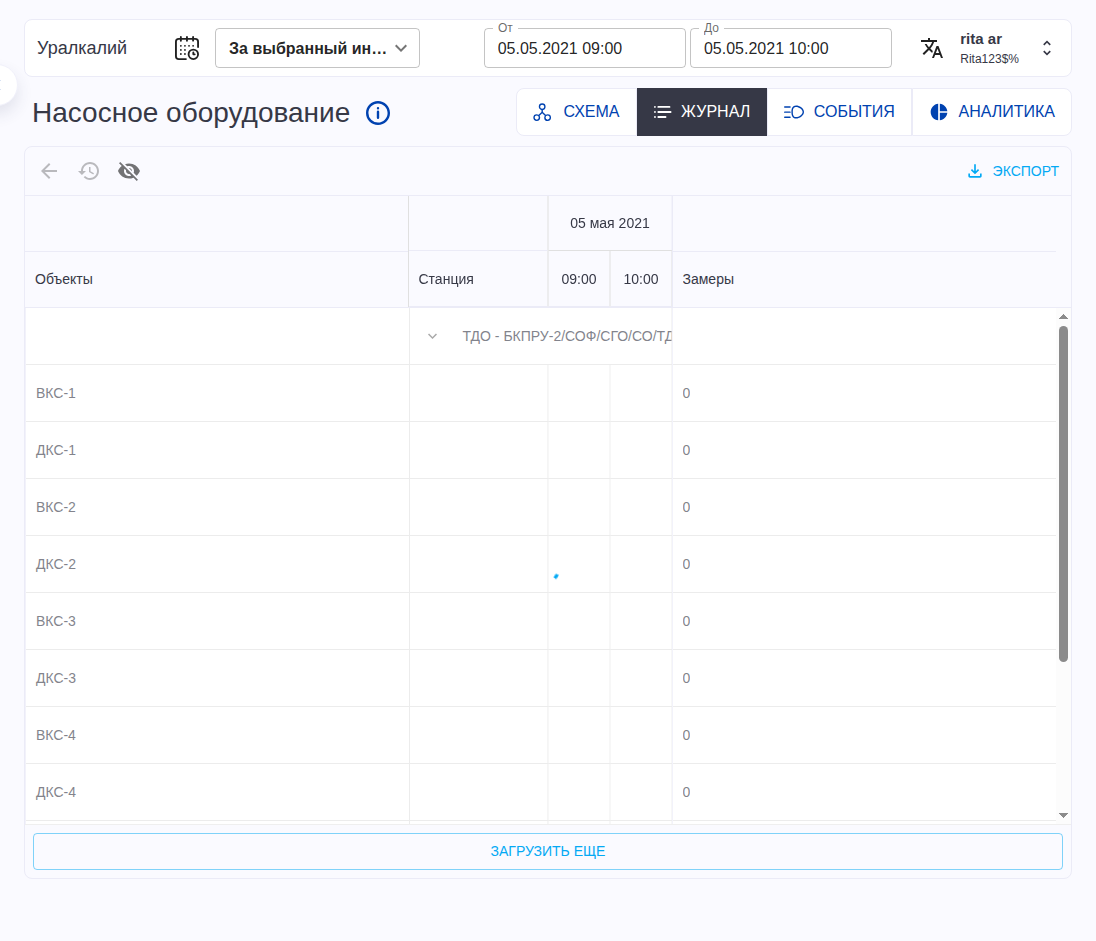 Уралкалий
За выбранный ин...
От
05.05.2021 09:00
До
05.05.2021 10:00
rita ar
Rita123$%
Насосное оборудование
СХЕМА
ЖУРНАЛ
СОБЫТИЯ
АНАЛИТИКА
ЭКСПОРТ
05 мая 2021
Объекты
Станция
09:00
10:00
Замеры
ТДО - БКПРУ-2/СОФ/СГО/СО/ТД
ВКС-1
0
ДКС-1
0
ВКС-2
0
ДКС-2
0
ВКС-3
0
ДКС-3
0
ВКС-4
0
ДКС-4
0
ЗАГРУЗИТЬ ЕЩЕ